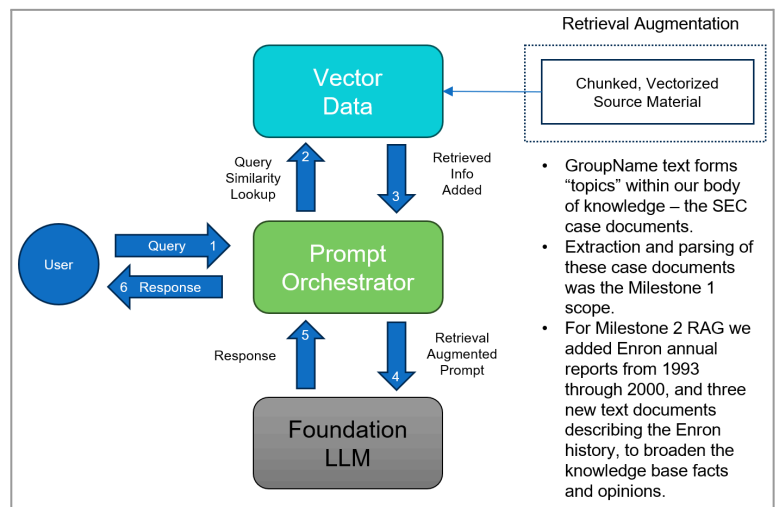 Retrieval Augmentation
Vector
Data
Chunked, Vectorized
Source Material
2
Query
Similarity
Lookup
3
Retrieved
Info
Added
User
Query 1
6 Response
Prompt
Orchestrator
5
Response
4
Retrieval
Augmented
Prompt
Foundation
LLM
• GroupName text forms
“topics” within our body
of knowledge – the SEC
case documents.
• Extraction and parsing of
these case documents
was the Milestone 1
scope.
• For Milestone 2 RAG we
added Enron annual
reports from 1993
through 2000, and three
new text documents
describing the Enron
history, to broaden the
knowledge base facts
and opinions.